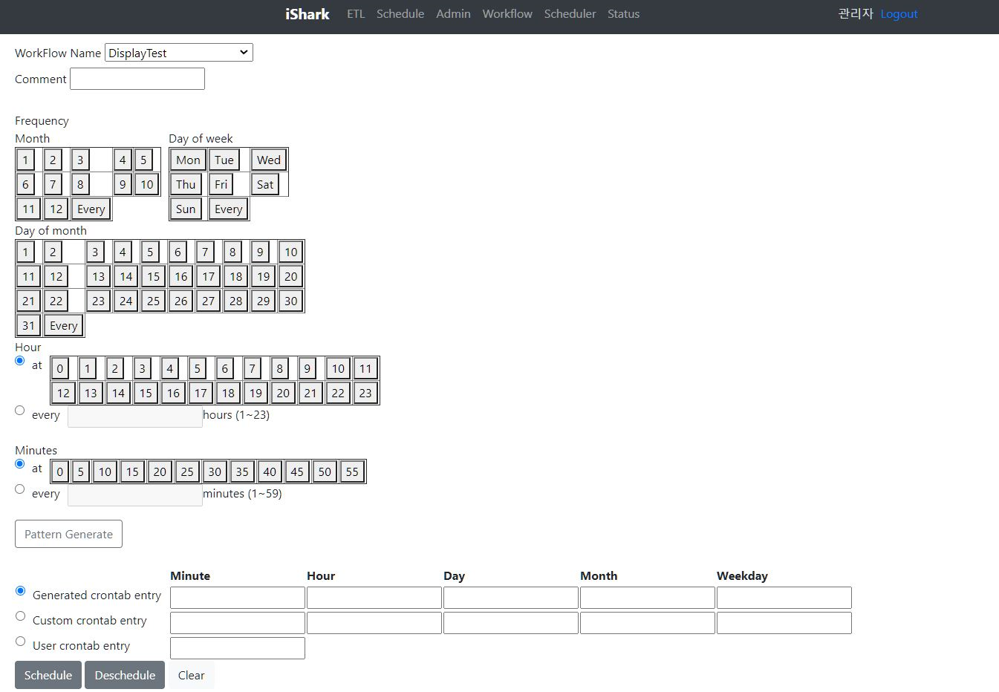 iShark ETL Schedule Admin Workflow Scheduler Status 관리자 Logout
WorkFlow Name DisplayTest
Comment
Frequency
Month Day of week
1 2 3 4 5 Mon Tue Wed
6 7 8 9 10 Thu Fri Sat
11 12 Every Sun Every
Day of month
1 2 3 4 5 6 7 8 9 10
11 12 13 14 15 16 17 18 19 20
21 22 23 24 25 26 27 28 29 30
31 Every
Hour
at 0 1 2 3 4 5 6 7 8 9 10 11
12 13 14 15 16 17 18 19 20 21 22 23
every hours (1~23)
Minutes
at 0 5 10 15 20 25 30 35 40 45 50 55
every minutes (1~59)
Pattern Generate
Minute Hour Day Month Weekday
Generated crontab entry
Custom crontab entry
User crontab entry
Schedule Deschedule Clear